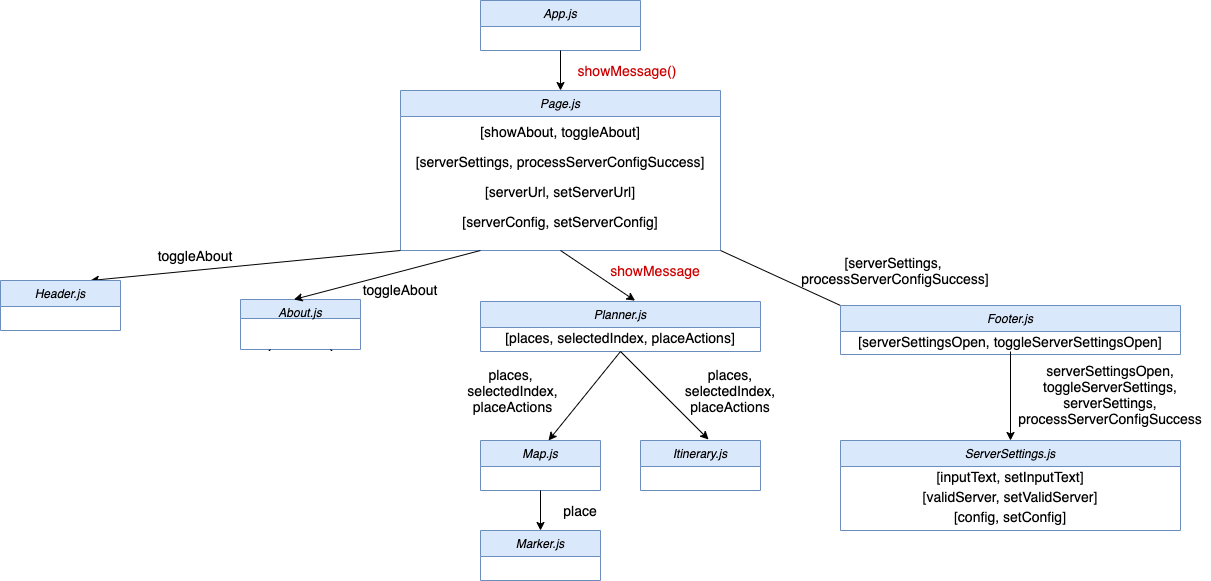 App.js
showMessage()
Page.js
[showAbout, toggleAbout]
[serverSettings, processServerConfigSuccess]
[serverUrl, setServerUrl]
[serverConfig, setServerConfig]
toggleAbout
toggleAbout
showMessage
[serverSettings,
processServerConfigSuccess]
Header.js
About.js
Planner.js
[places, selectedIndex, placeActions]
Footer.js
[serverSettingsOpen, toggleServerSettingsOpen]
places,
selectedIndex,
placeActions
places,
selectedIndex,
placeActions
serverSettingsOpen,
toggleServerSettings,
serverSettings,
processServerConfigSuccess
Map.js
Itinerary.js
ServerSettings.js
[inputText, setInputText]
[validServer, setValidServer]
[config, setConfig]
place
Marker.js